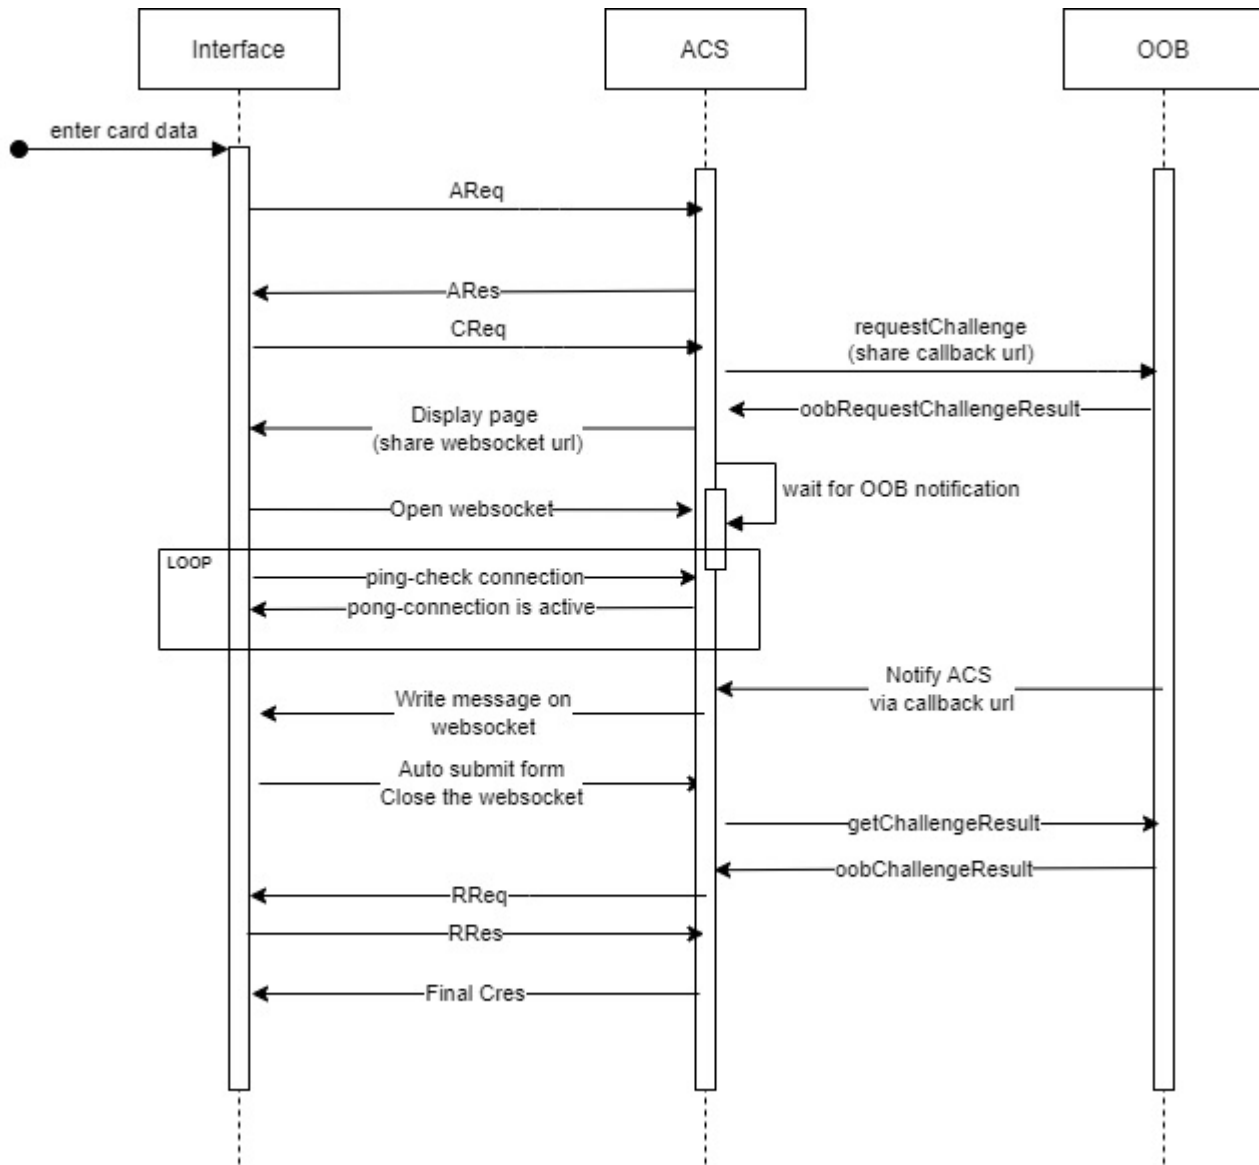 Interface
ACS
OOB
enter card data
AReq
ARes
CReq
requestChallenge
(share callback url)
oobRequestChallengeResult
Display page
(share websocket url)
wait for OOB notification
Open websocket
LOOP
ping-check connection
pong-connection is active
Notify ACS
via callback url
Write message on
websocket
Auto submit form
Close the websocket
getChallengeResult
oobChallengeResult
RReq
RRes
Final Cres